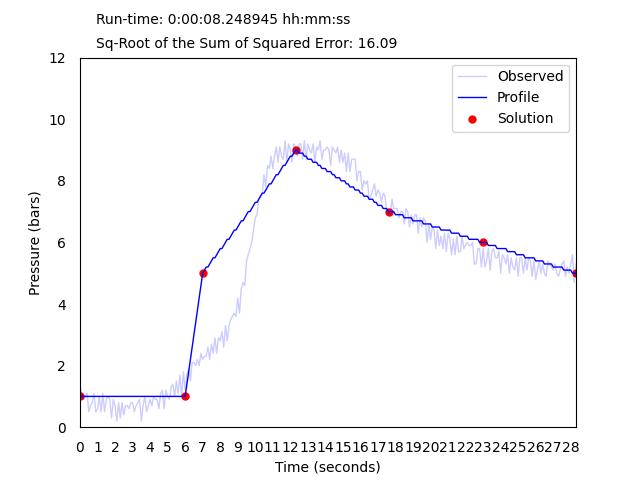 Run-time: 0:00:08.248945 hh:mm:ss
Sq-Root of the Sum of Squared Error: 16.09
12
10
8
6
4
2
0
Pressure (bars)
Observed
Profile
Solution
0 1 2 3 4 5 6 7 8 9 10 11 12 13 14 15 16 17 18 19 20 21 22 23 24 25 26 27 28
Time (seconds)